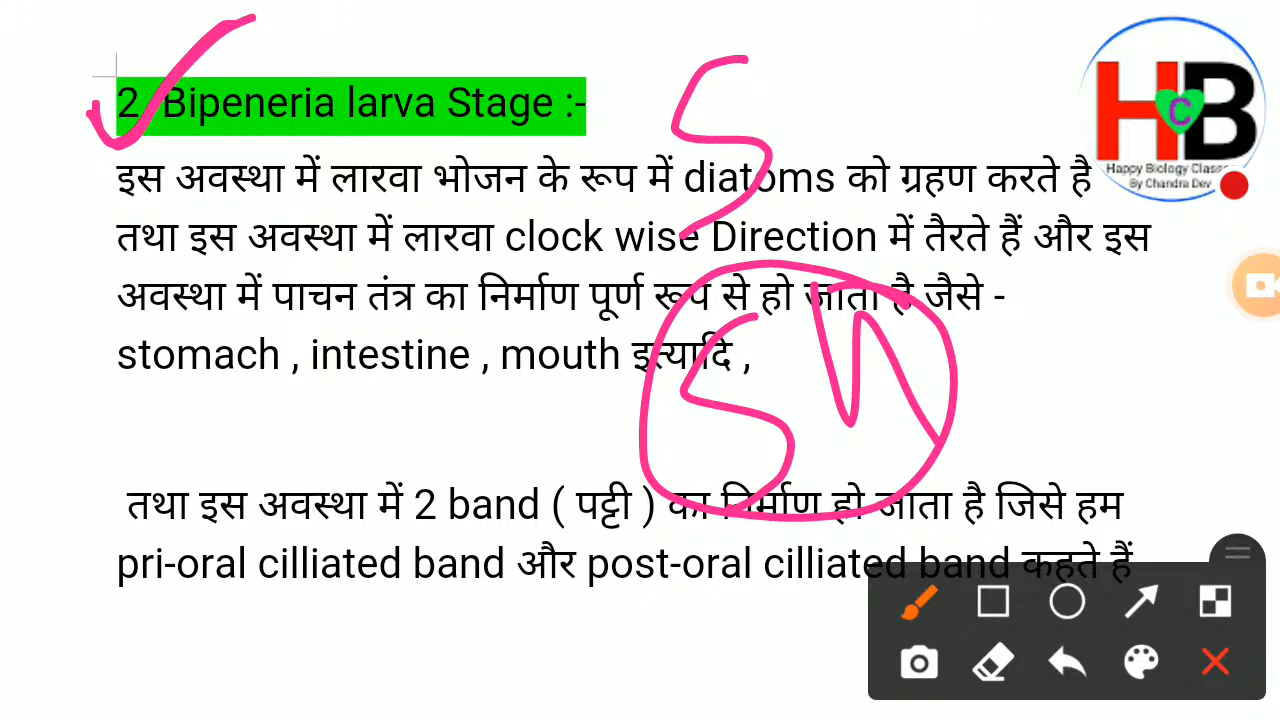 2. Bipeneria larva Stage :-
इस अवस्था में लारवा भोजन के रूप में diatoms को ग्रहण करते है
तथा इस अवस्था में लारवा clock wise Direction में तैरते हैं और इस
अवस्था में पाचन तंत्र का निर्माण पूर्ण रूप से हो जाता है जैसे -
stomach , intestine , mouth इत्यादि ,
तथा इस अवस्था में 2 band ( पट्टी ) का निर्माण हो जाता है जिसे हम
pri-oral cilliated band और post-oral cilliated band कहते हैं
HCB
Happy Biology
By Chandra Dev